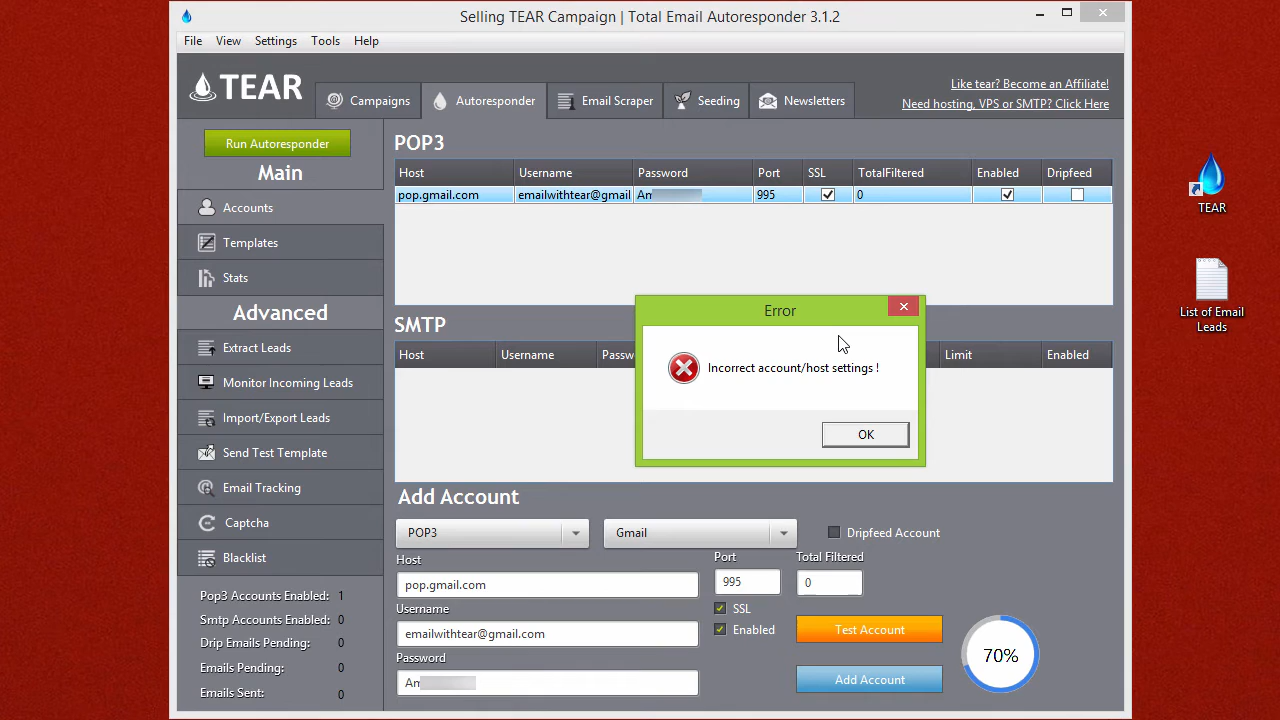 Selling TEAR Campaign | Total Email Autoresponder 3.1.2
File View Settings Tools Help
TEAR
Campaigns Autoresponder Email Scraper Seeding Newsletters
Like tear? Become an Affiliate!
Need hosting, VPS or SMTP? Click Here
Run Autoresponder
Main
Accounts
Templates
Stats
Advanced
Extract Leads
Monitor Incoming Leads
Import/Export Leads
Send Test Template
Email Tracking
Captcha
Blacklist
Pop3 Accounts Enabled: 1
Smtp Accounts Enabled: 0
Drip Emails Pending: 0
Emails Pending: 0
Emails Sent: 0
POP3
Host Username Password Port SSL TotalFiltered Enabled Dripfeed
pop.gmail.com emailwithtear@gmail An 995 0
SMTP
Host Username Passw Limit Enabled
Error
Incorrect account/host settings !
OK
Add Account
POP3 Gmail Dripfeed Account
Host Port Total Filtered
pop.gmail.com 995 0
Username SSL
emailwithtear@gmail.com Enabled Test Account
Password
An Add Account
70%
TEAR
List of Email
Leads